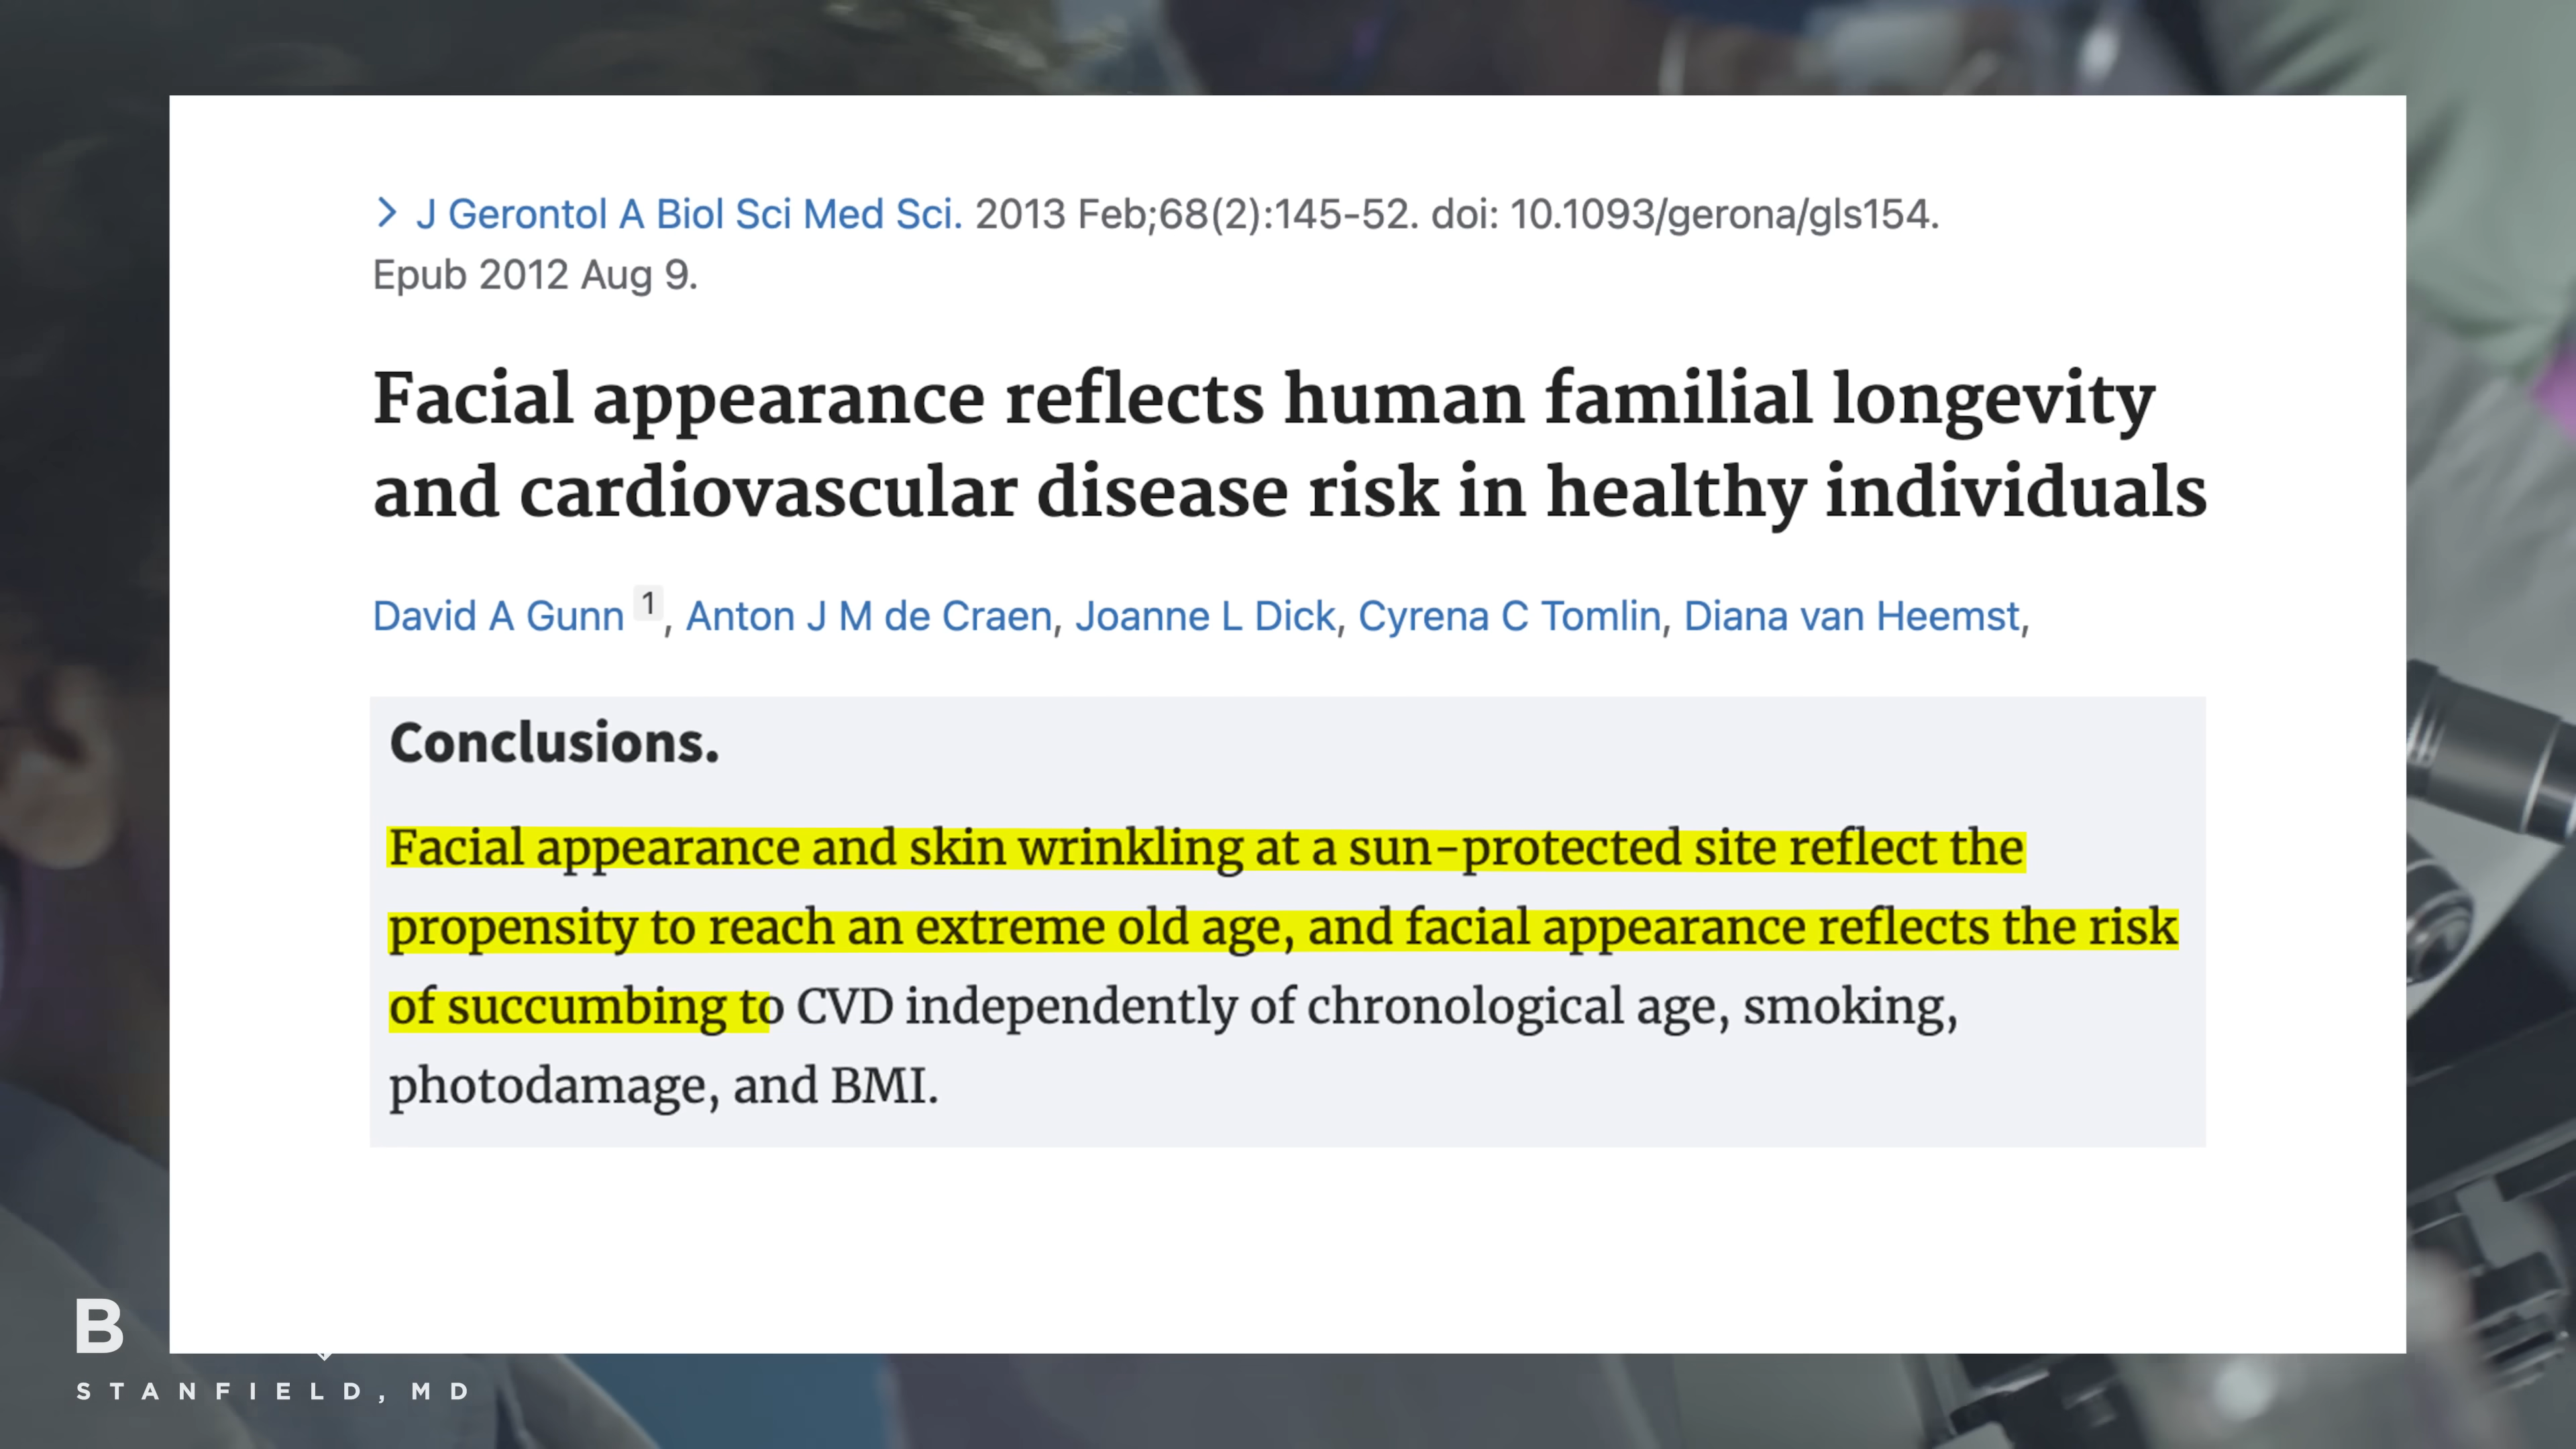 > J Gerontol A Biol Sci Med Sci. 2013 Feb;68(2):145-52. doi: 10.1093/gerona/gls154.
Epub 2012 Aug 9.
Facial appearance reflects human familial longevity
and cardiovascular disease risk in healthy individuals
David A Gunn 1, Anton J M de Craen, Joanne L Dick, Cyrena C Tomlin, Diana van Heemst,
Conclusions.
Facial appearance and skin wrinkling at a sun-protected site reflect the
propensity to reach an extreme old age, and facial appearance reflects the risk
of succumbing to CVD independently of chronological age, smoking,
photodamage, and BMI.
B
STANFIELD, MD